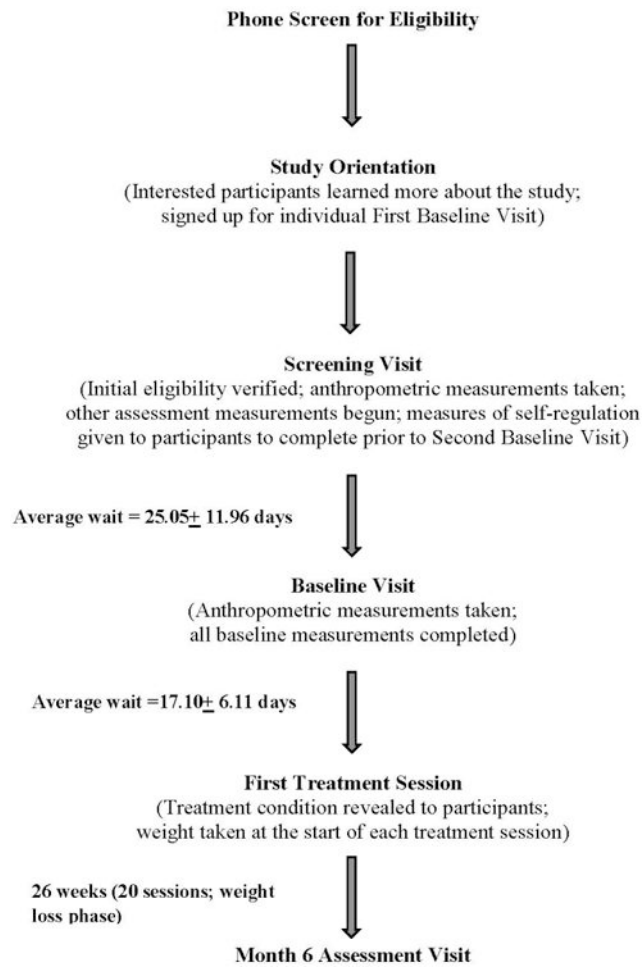 Phone Screen for Eligibility
Study Orientation
(Interested participants learned more about the study;
signed up for individual First Baseline Visit)
Screening Visit
(Initial eligibility verified; anthropometric measurements taken;
other assessment measurements begun; measures of self-regulation
given to participants to complete prior to Second Baseline Visit)
Average wait = 25.05± 11.96 days
Baseline Visit
(Anthropometric measurements taken;
all baseline measurements completed)
Average wait =17.10± 6.11 days
First Treatment Session
(Treatment condition revealed to participants;
weight taken at the start of each treatment session)
26 weeks (20 sessions; weight
loss phase)
Month 6 Assessment Visit